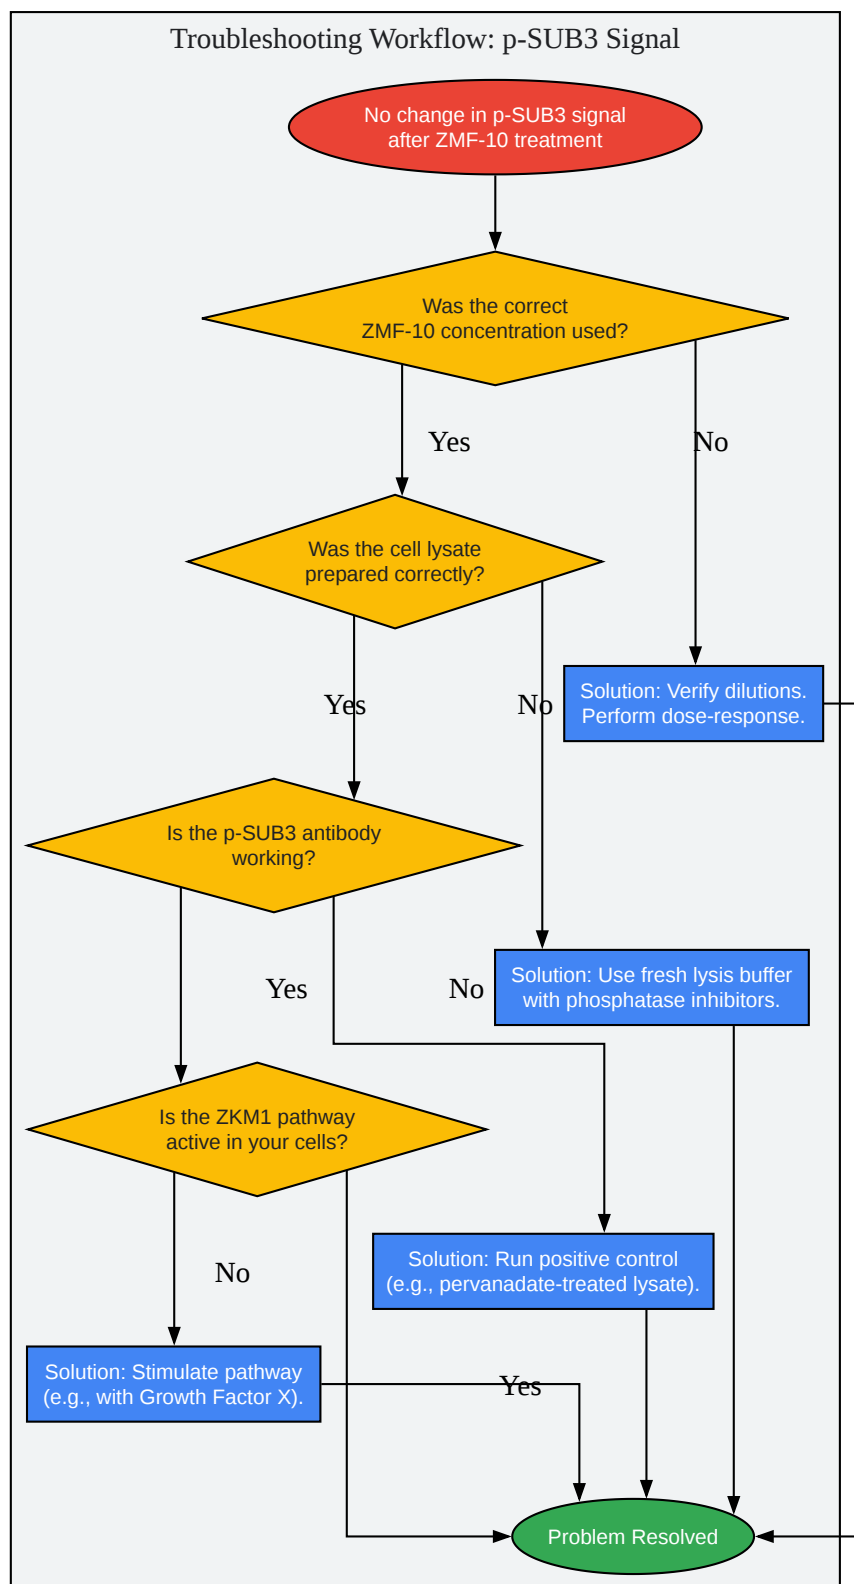 Troubleshooting Workflow: p-SUB3 Signal
No change in p-SUB3 signal
after ZMF-10 treatment
Was the correct
ZMF-10 concentration used?
Yes
No
Was the cell lysate
prepared correctly?
Yes
No
Solution: Verify dilutions.
Perform dose-response.
Is the p-SUB3 antibody
working?
Yes
No
Solution: Use fresh lysis buffer
with phosphatase inhibitors.
Is the ZKM1 pathway
active in your cells?
No
Solution: Run positive control
(e.g., pervanadate-treated lysate).
Solution: Stimulate pathway
(e.g., with Growth Factor X).
Yes
Problem Resolved